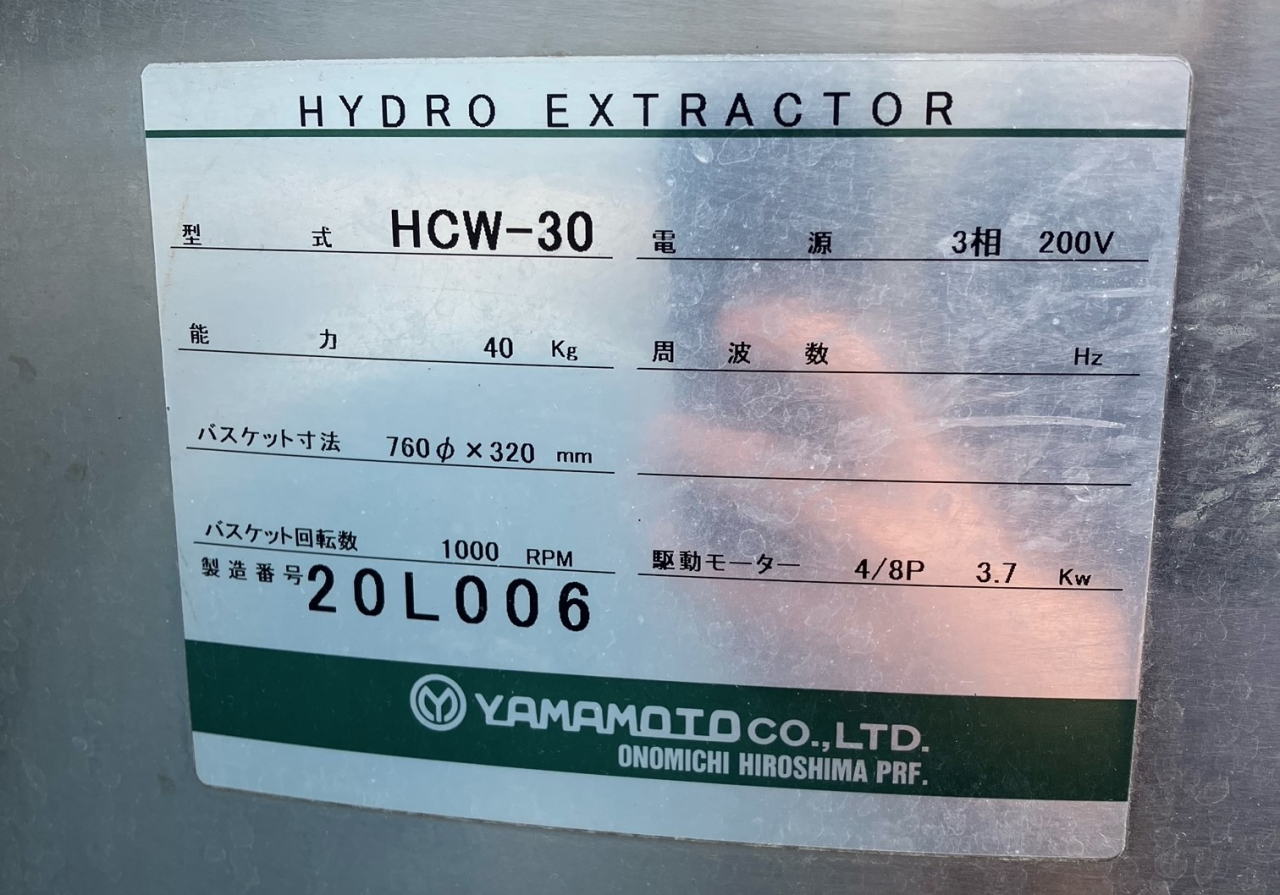 HYDRO EXTRACTOR
型式 HCW-30
電源 3相 200V
能力 40 Kg
周波数 Hz
バスケット寸法 760φ×320 mm
バスケット回転数 1000 RPM
駆動モーター 4/8P 3.7 Kw
製造番号 20L006
YAMAMOTO CO.,LTD.
ONOMICHI HIROSHIMA PRF.